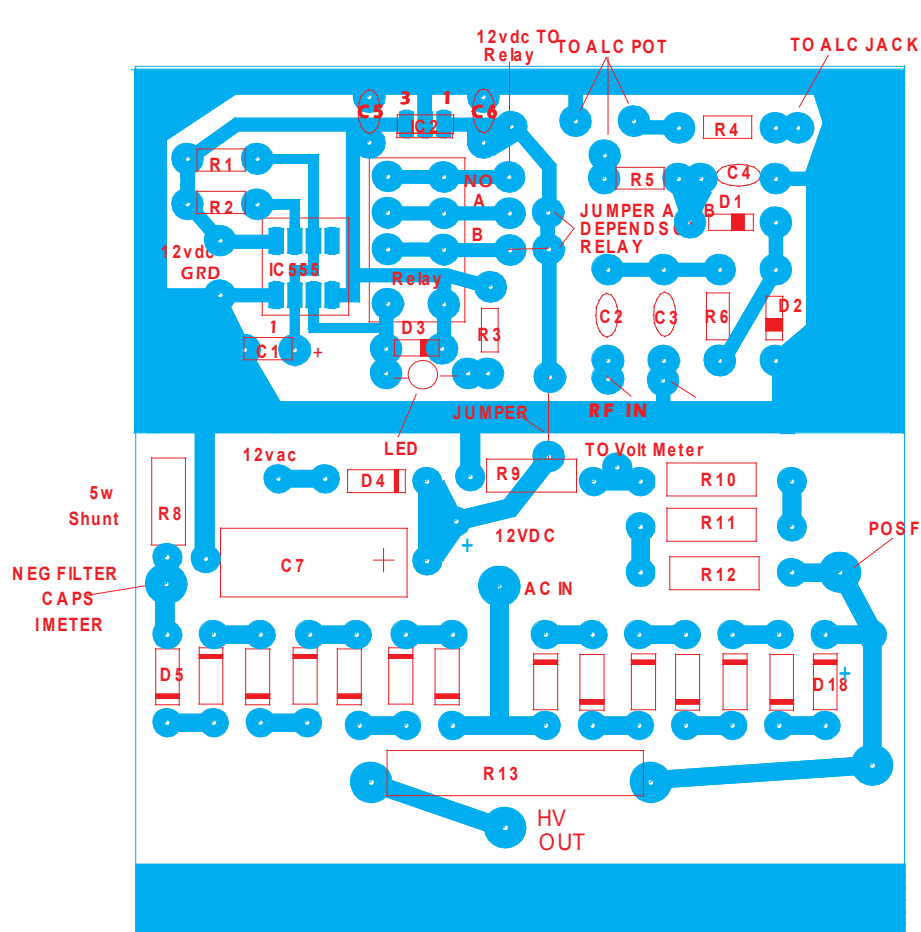 12vdc TO
Relay
TO ALC POT
TO ALC JACK
C5
3
1
C6
IC2
R4
R1
R5
C4
NO
R2
A
D1
JUMPER A B
DEPENDS
RELAY
12vdc
GRD
B
IC555
Relay
C2
C3
R6
D2
1
D3
R3
C1
+
RF IN
JUMPER
LED
12vac
TO Volt Meter
D4
R9
R10
5w
Shunt
R8
R11
POS F
12VDC
+
C7
R12
NEG FILTER
CAPS
IMETER
AC IN
D5
+
D18
R13
HV
OUT